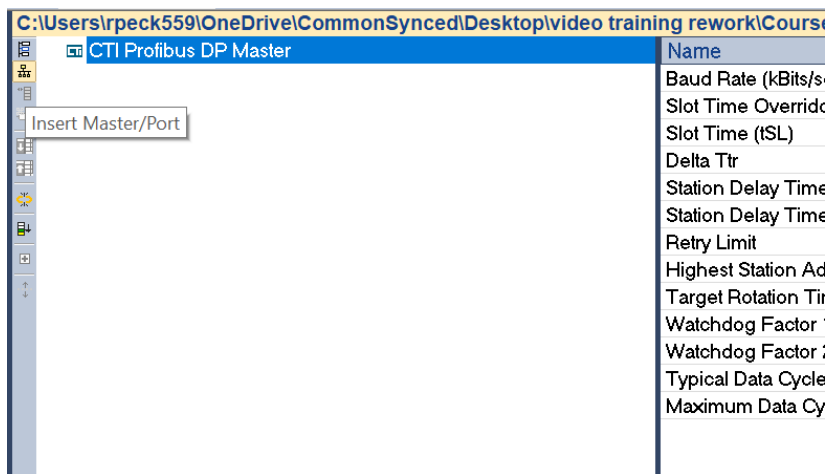 C:\Users\rpeck559\OneDrive\CommonSynced\Desktop\video training rework\Course
CTI Profibus DP Master
Insert Master/Port
Name
Baud Rate (kBits/s
Slot Time Overrid
Slot Time (tSL)
Delta Ttr
Station Delay Time
Station Delay Time
Retry Limit
Highest Station Ad
Target Rotation Ti
Watchdog Factor
Watchdog Factor
Typical Data Cycle
Maximum Data Cy